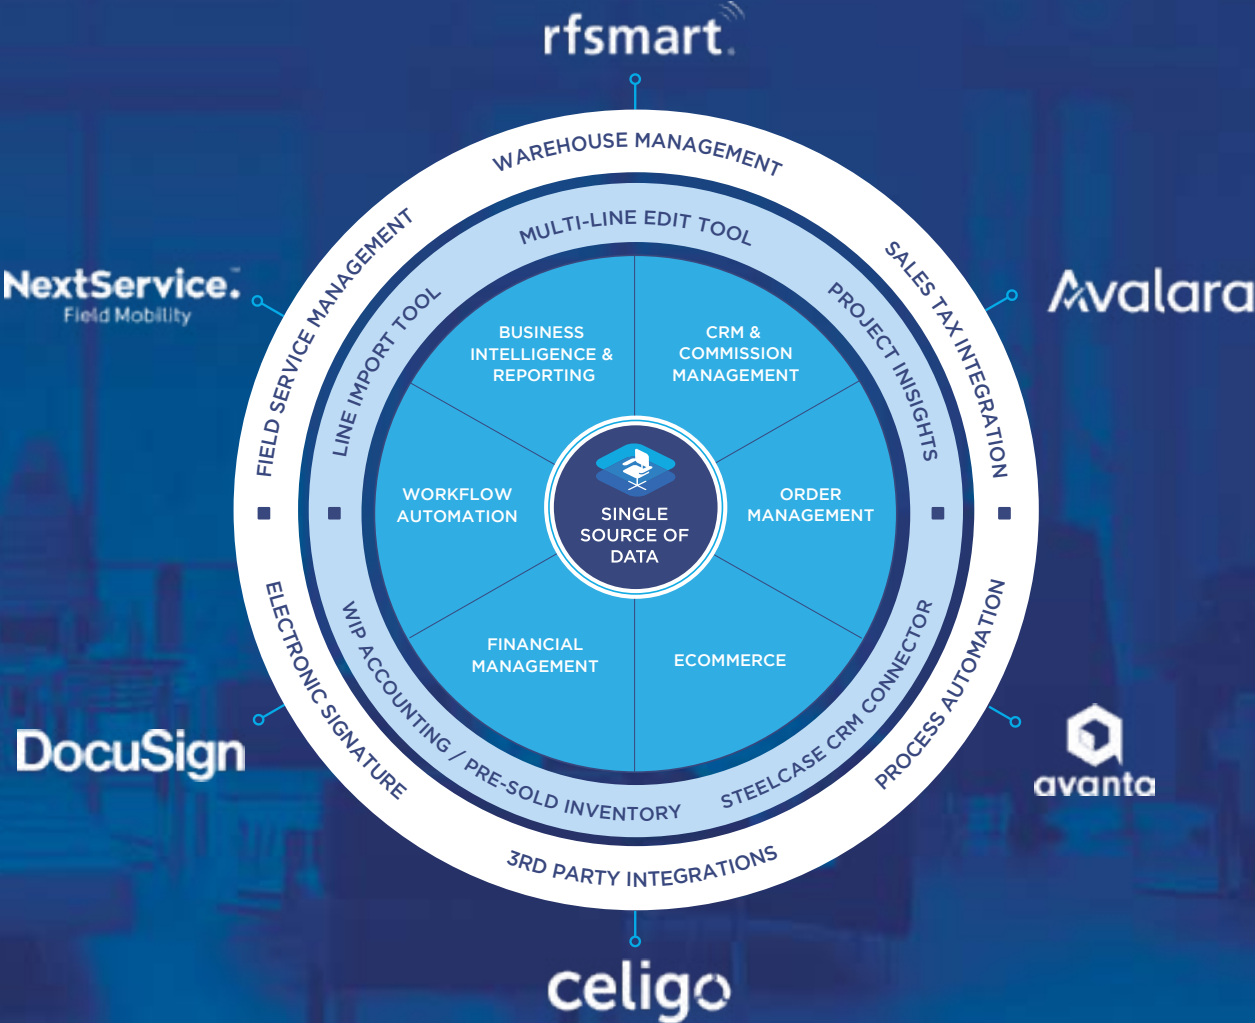 rfsmart.
WAREHOUSE MANAGEMENT
MULTI-LINE EDIT TOOL
FIELD SERVICE MANAGEMENT
SALES TAX INTEGRATION
NextService.™
Field Mobility
Avalara
LINE IMPORT TOOL
PROJECT INISIGHTS
BUSINESS
INTELLIGENCE &
REPORTING
CRM &
COMMISSION
MANAGEMENT
WORKFLOW
AUTOMATION
SINGLE
SOURCE OF
DATA
ORDER
MANAGEMENT
FINANCIAL
MANAGEMENT
ECOMMERCE
WIP ACCOUNTING / PRE-SOLD INVENTORY
STEELCASE CRM CONNECTOR
ELECTRONIC SIGNATURE
PROCESS AUTOMATION
DocuSign
avanta
3RD PARTY INTEGRATIONS
celigo